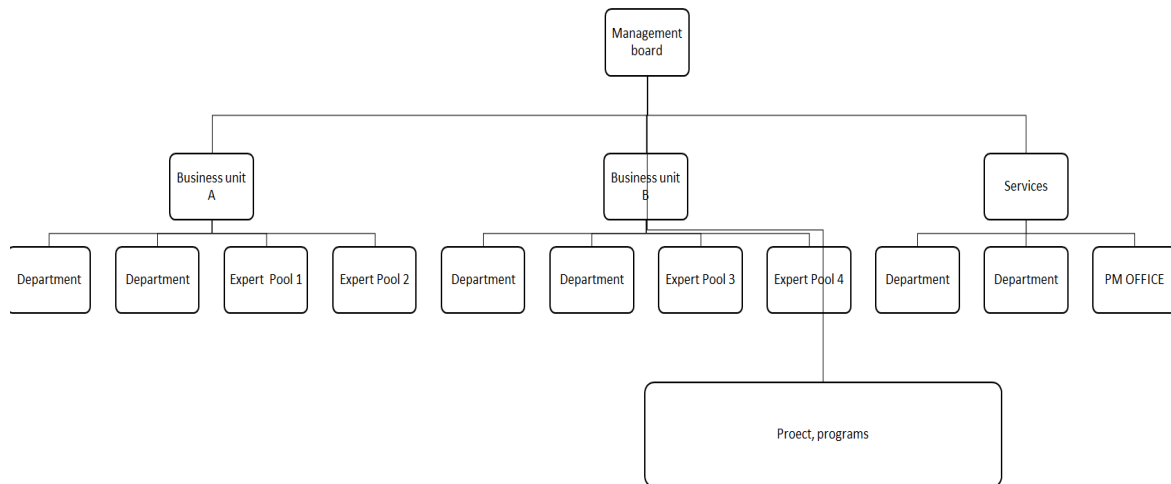 Management
board
Business unit
A
Business unit
B
Services
Department
Department
Expert Pool 1
Expert Pool 2
Department
Department
Expert Pool 3
Expert Pool 4
Department
Department
PM OFFICE
Proect, programs